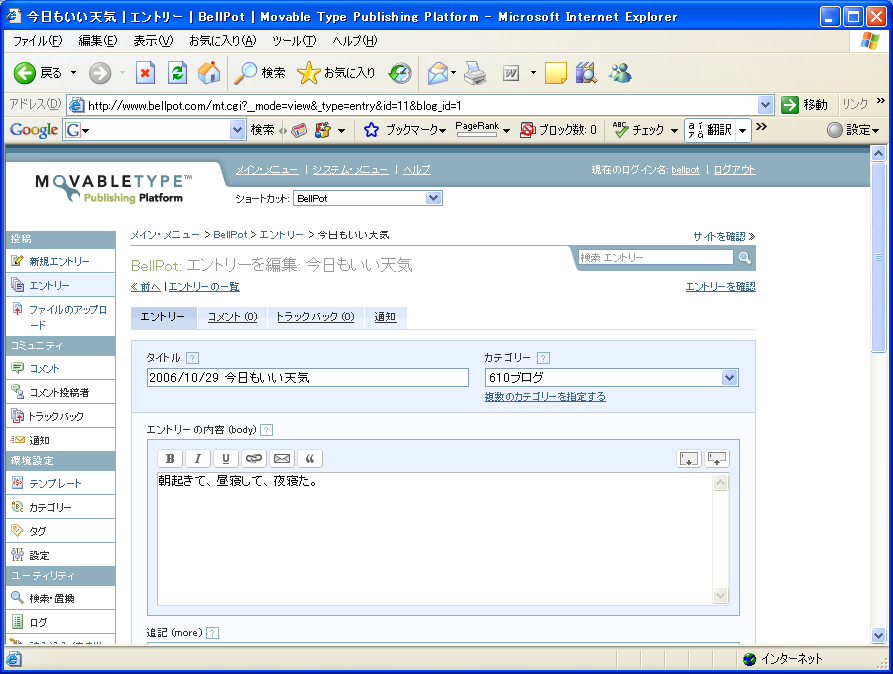 今日もいい天気 | エントリー | BellPot | Movable Type Publishing Platform - Microsoft Internet Explorer
ファイル(F) 編集(E) 表示(V) お気に入り(A) ツール(T) ヘルプ(H)
戻る 検索 お気に入り W
アドレス(D) http://www.bellpot.com/mt.cgi?_mode=view&_type=entry&id=11&blog_id=1 移動 リンク »
Google G 検索 ブックマーク PageRank ブロック数: 0 ABC チェック 翻訳 » 設定
MOVABLETYPE™
Publishing Platform
メイン・メニュー | システム・メニュー | ヘルプ 現在のログイン名: bellpot | ログアウト
ショートカット: BellPot
メイン・メニュー > BellPot > エントリー > 今日もいい天気 サイトを確認 »
BellPot: エントリーを編集: 今日もいい天気 検索 エントリー
« 前へ | エントリーの一覧 エントリーを確認
投稿
新規エントリー
エントリー
ファイルのアップロ
ード
コミュニティ
コメント
コメント投稿者
トラックバック
通知
環境設定
テンプレート
カテゴリー
タグ
設定
ユーティリティ
検索・置換
ログ
エントリー コメント (0) トラックバック (0) 通知
タイトル ? カテゴリー ?
2006/10/29 今日もいい天気 610ブログ
複数のカテゴリーを指定する
エントリーの内容 (body) ?
B I U “
朝起きて、昼寝して、夜寝た。
追記 (more) ?
インターネット